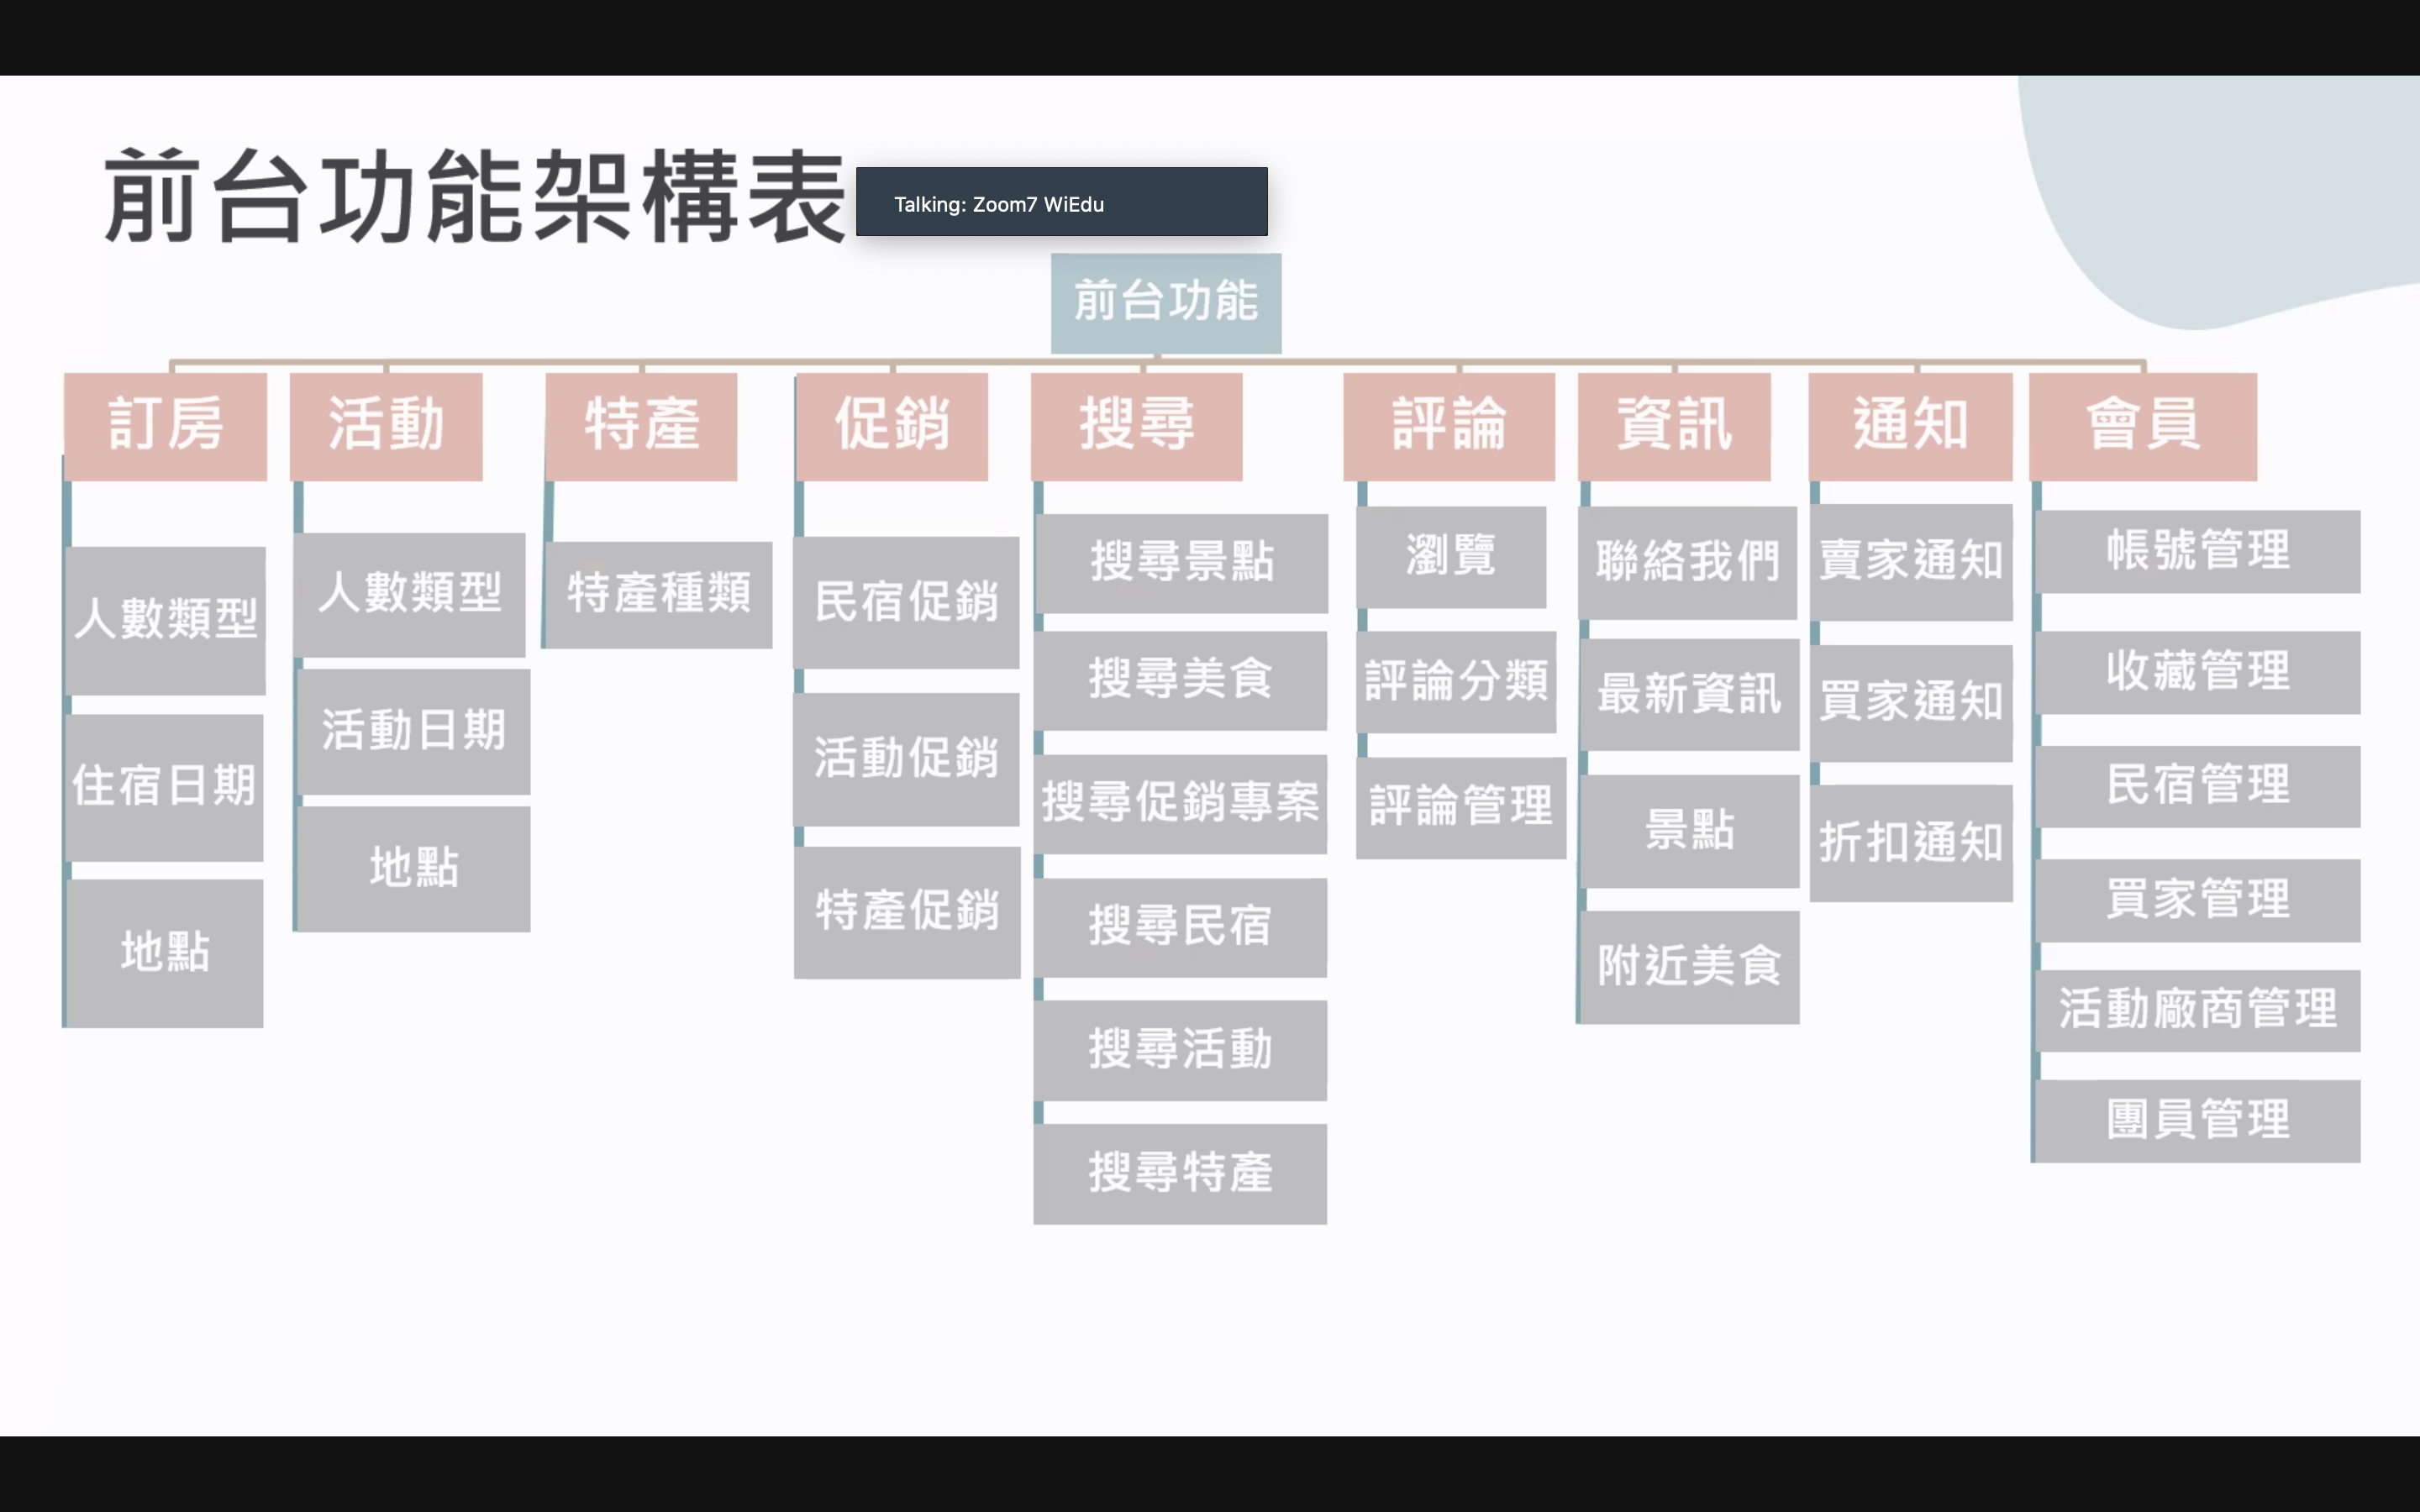 前台功能架構表
Talking: Zoom7 WiEdu
前台功能
訂房
人數類型
住宿日期
地點
活動
人數類型
活動日期
地點
特產
特產種類
促銷
民宿促銷
活動促銷
特產促銷
搜尋
搜尋景點
搜尋美食
搜尋促銷專案
搜尋民宿
搜尋活動
搜尋特產
評論
瀏覽
評論分類
評論管理
資訊
聯絡我們
最新資訊
景點
附近美食
通知
賣家通知
買家通知
折扣通知
會員
帳號管理
收藏管理
民宿管理
買家管理
活動廠商管理
團員管理